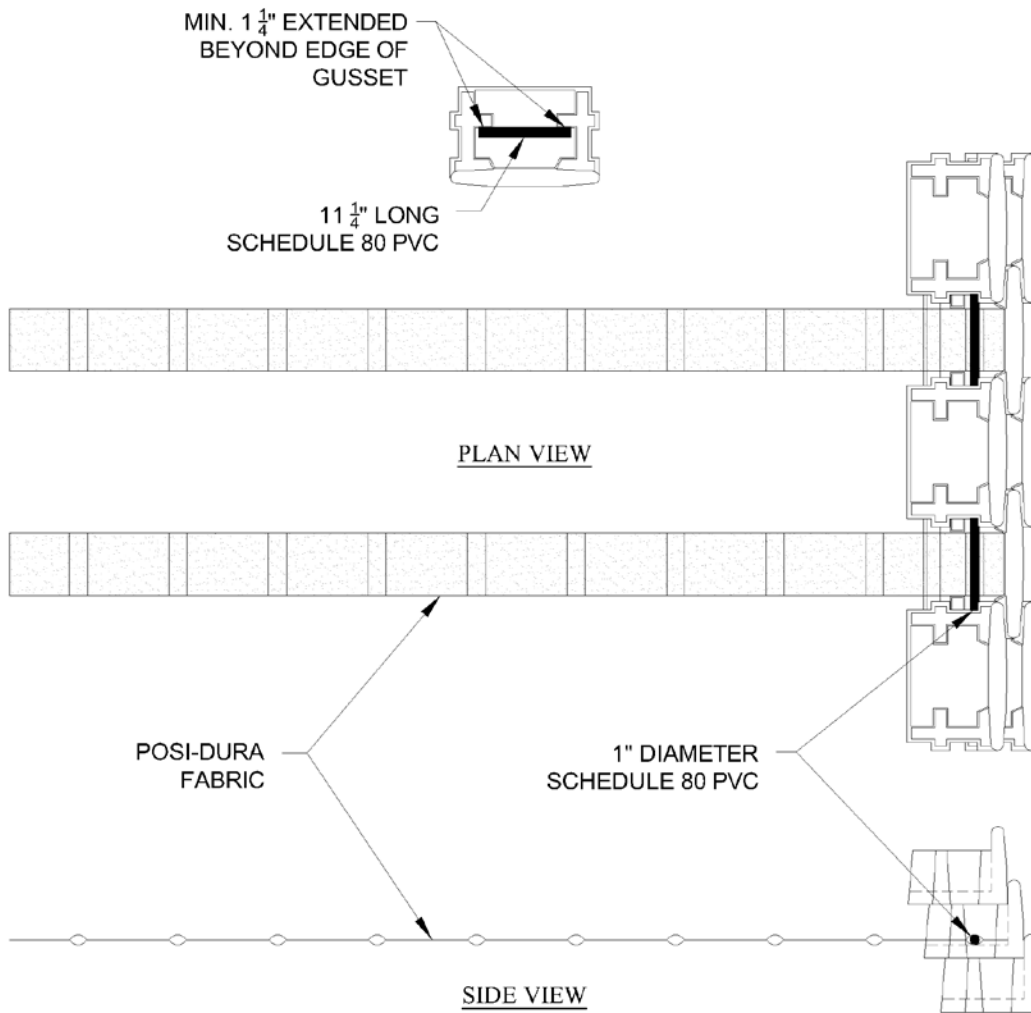 MIN. 1 1/4" EXTENDED
BEYOND EDGE OF
GUSSET
11 1/4" LONG
SCHEDULE 80 PVC
PLAN VIEW
POSI-DURA
FABRIC
1" DIAMETER
SCHEDULE 80 PVC
SIDE VIEW